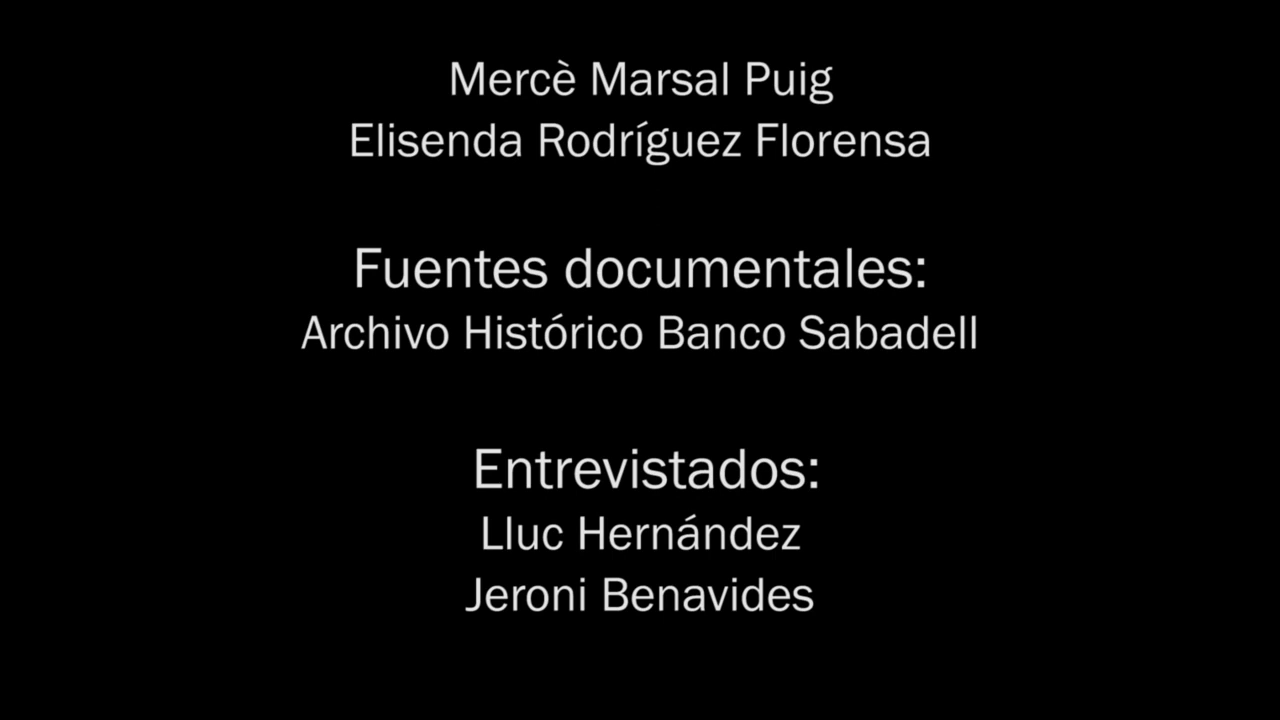 Mercè Marsal Puig
Elisenda Rodríguez Florensa
Fuentes documentales:
Archivo Histórico Banco Sabadell
Entrevistados:
Lluc Hernández
Jeroni Benavides